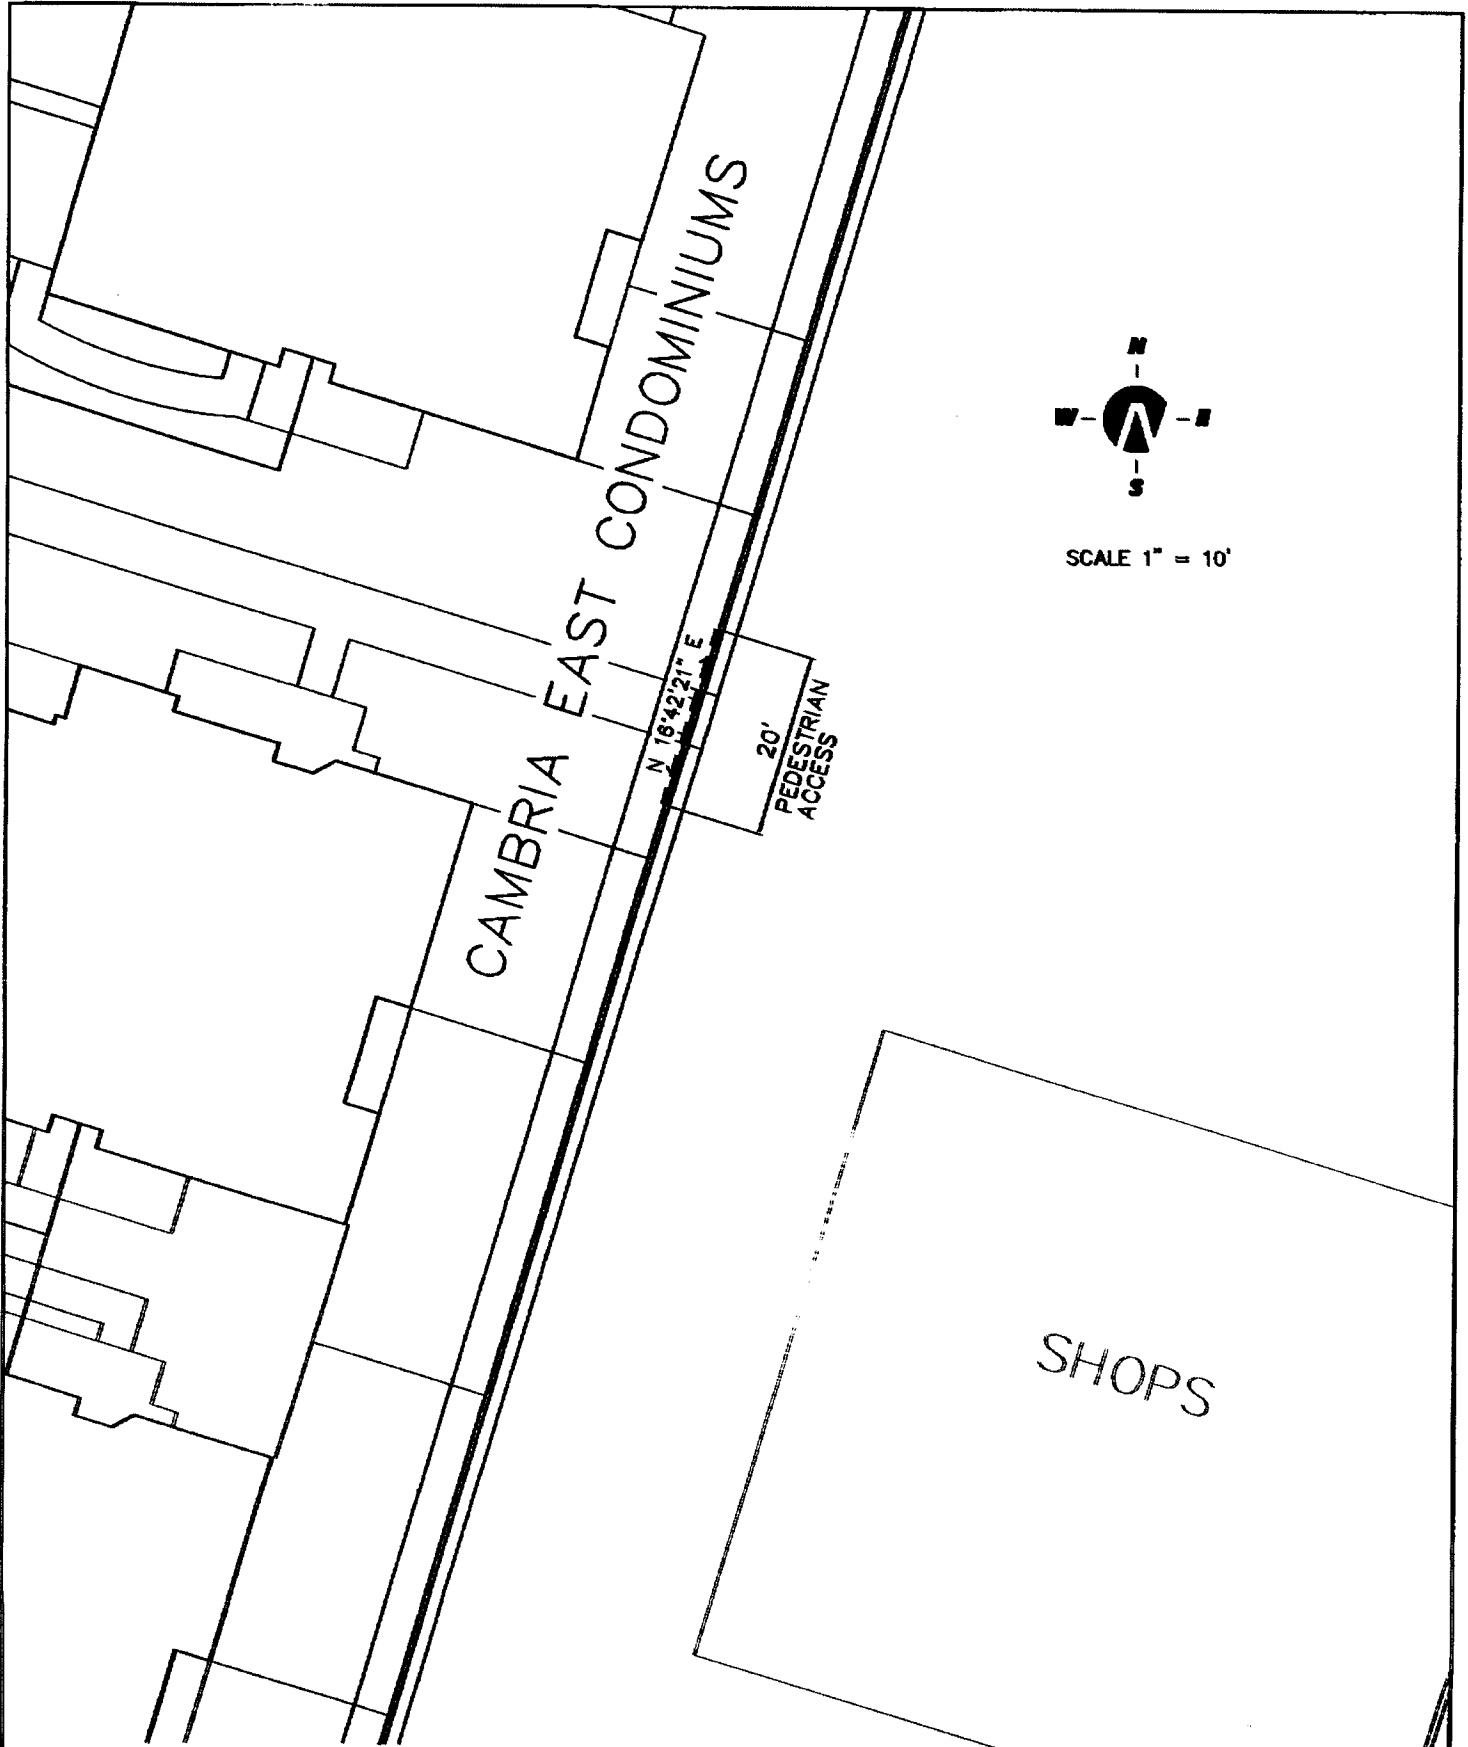 CAMBRIA EAST CONDOMINIUMS
N
W
E
S
SCALE 1" = 10'
N 16°42'21" E
20'
PEDESTRIAN
ACCESS
SHOPS